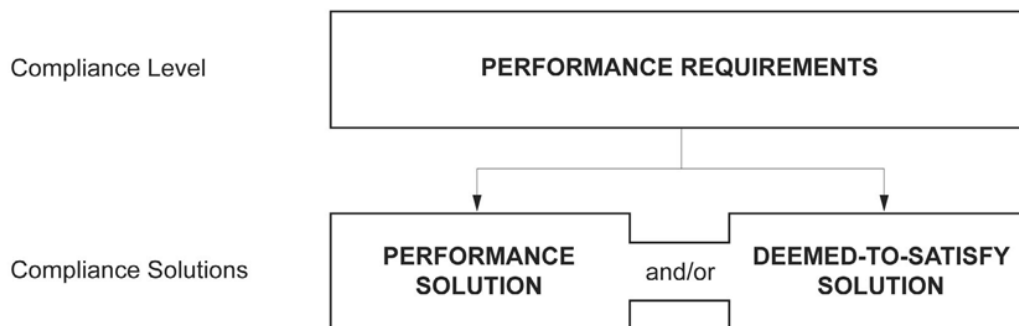 Compliance Level
PERFORMANCE REQUIREMENTS
Compliance Solutions
PERFORMANCE
SOLUTION
and/or
DEEMED-TO-SATISFY
SOLUTION